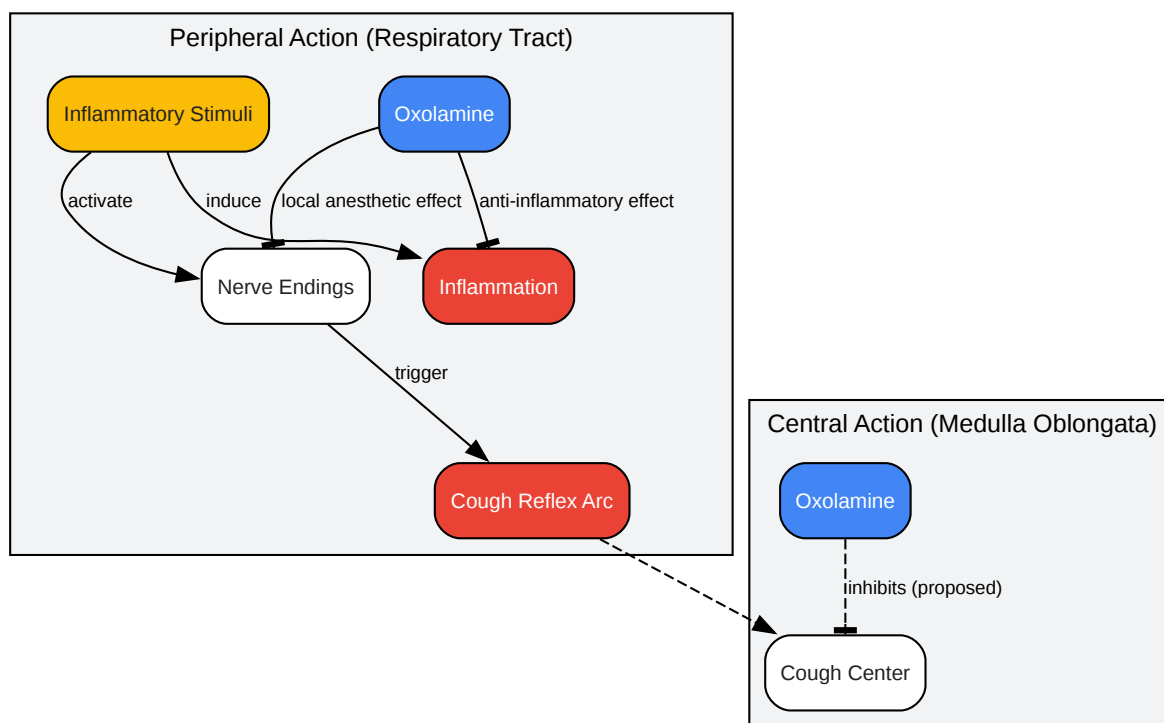 Peripheral Action (Respiratory Tract)
Inflammatory Stimuli
Oxolamine
activate
induce
local anesthetic effect
anti-inflammatory effect
Nerve Endings
Inflammation
trigger
Cough Reflex Arc
Central Action (Medulla Oblongata)
Oxolamine
inhibits (proposed)
Cough Center